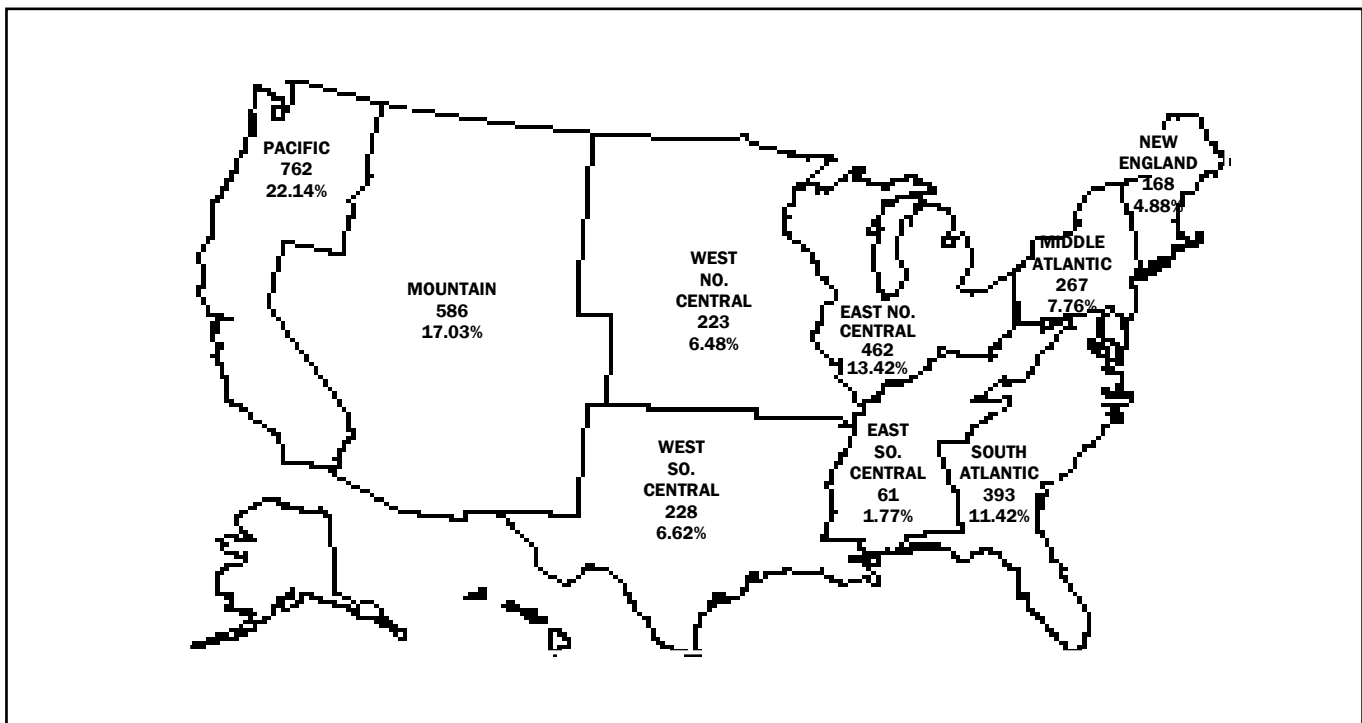 PACIFIC
762
22.14%
MOUNTAIN
586
17.03%
WEST
NO.
CENTRAL
223
6.48%
WEST
SO.
CENTRAL
228
6.62%
EAST NO.
CENTRAL
462
13.42%
EAST
SO.
CENTRAL
61
1.77%
SOUTH
ATLANTIC
393
11.42%
MIDDLE
ATLANTIC
267
7.76%
NEW
ENGLAND
168
4.88%